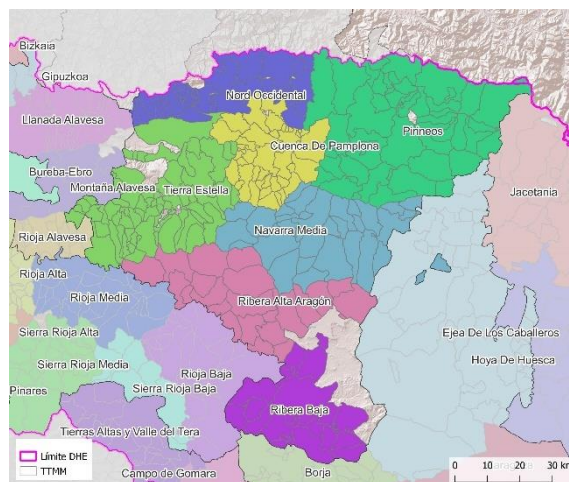 Bizkaia
Gipuzkoa
Nord Occidental
Llanada Alavesa
Cuenca De Pamplona
Pirineos
Bureba-Ebro
Montaña Alavesa
Tierra Estella
Jacetania
Rioja Alavesa
Navarra Media
Rioja Alta
Rioja Media
Ribera Alta Aragón
Sierra Rioja Alta
Ejea De Los Caballeros
Sierra Rioja Media
Rioja Baja
Hoya De Huesca
Pinares
Sierra Rioja Baja
Ribera Baja
Tierras Altas y Valle del Tera
Límite DHE
TTMM
Campo de Gomara
Borja
0 10 20 30 km